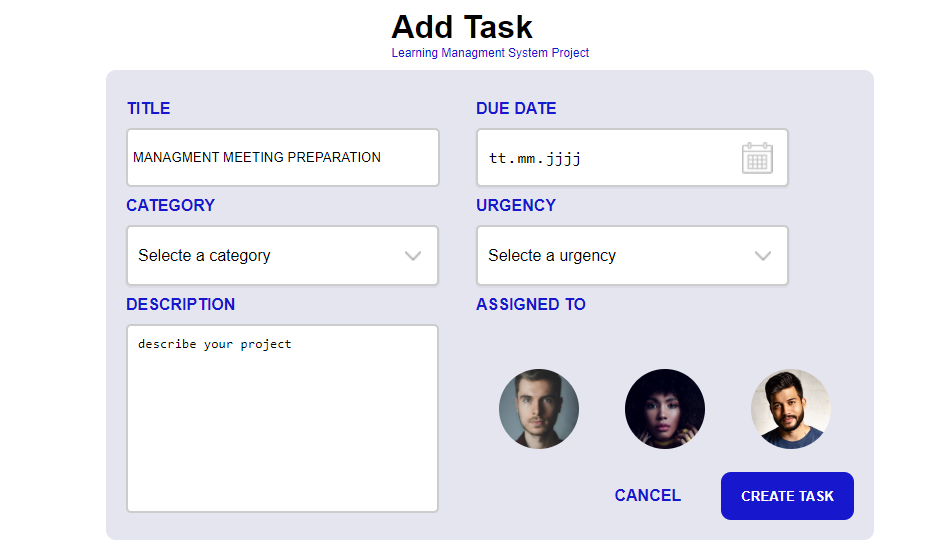 Add Task
Learning Managment System Project
TITLE
MANAGMENT MEETING PREPARATION
DUE DATE
tt.mm.jjjj
CATEGORY
Selecte a category
URGENCY
Selecte a urgency
DESCRIPTION
describe your project
ASSIGNED TO
CANCEL
CREATE TASK